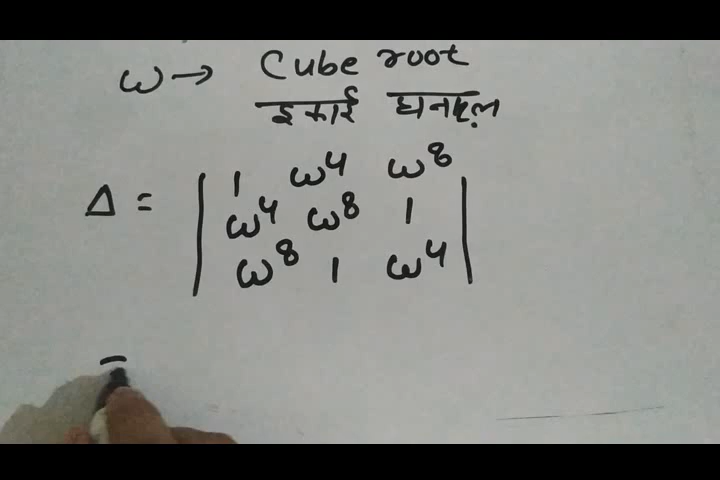 ω → Cube root
इकाई घनमूल
Δ = | 1 ω⁴ ω⁸ |
| ω⁴ ω⁸ 1 |
| ω⁸ 1 ω⁴ |
=